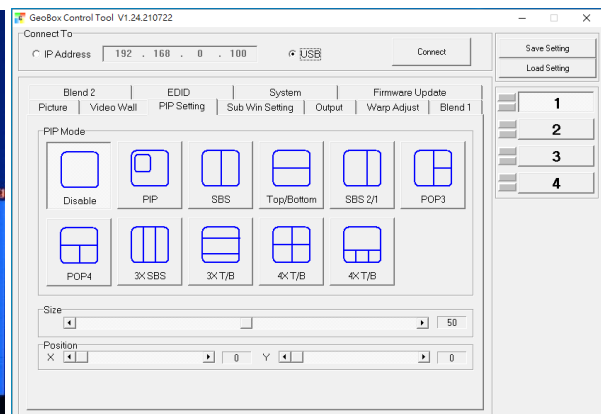 GeoBox Control Tool V1.24.210722
Connect To
IP Address 192 . 168 . 0 . 100 USB Connect
Save Setting
Load Setting
Blend 2 EDID System Firmware Update
Picture Video Wall PIP Setting Sub Win Setting Output Warp Adjust Blend 1
1
2
3
4
PIP Mode
Disable PIP SBS Top/Bottom SBS 2/1 POP3
POP4 3X SBS 3X T/B 4X T/B 4X T/B
Size
50
Position
X 0 Y 0